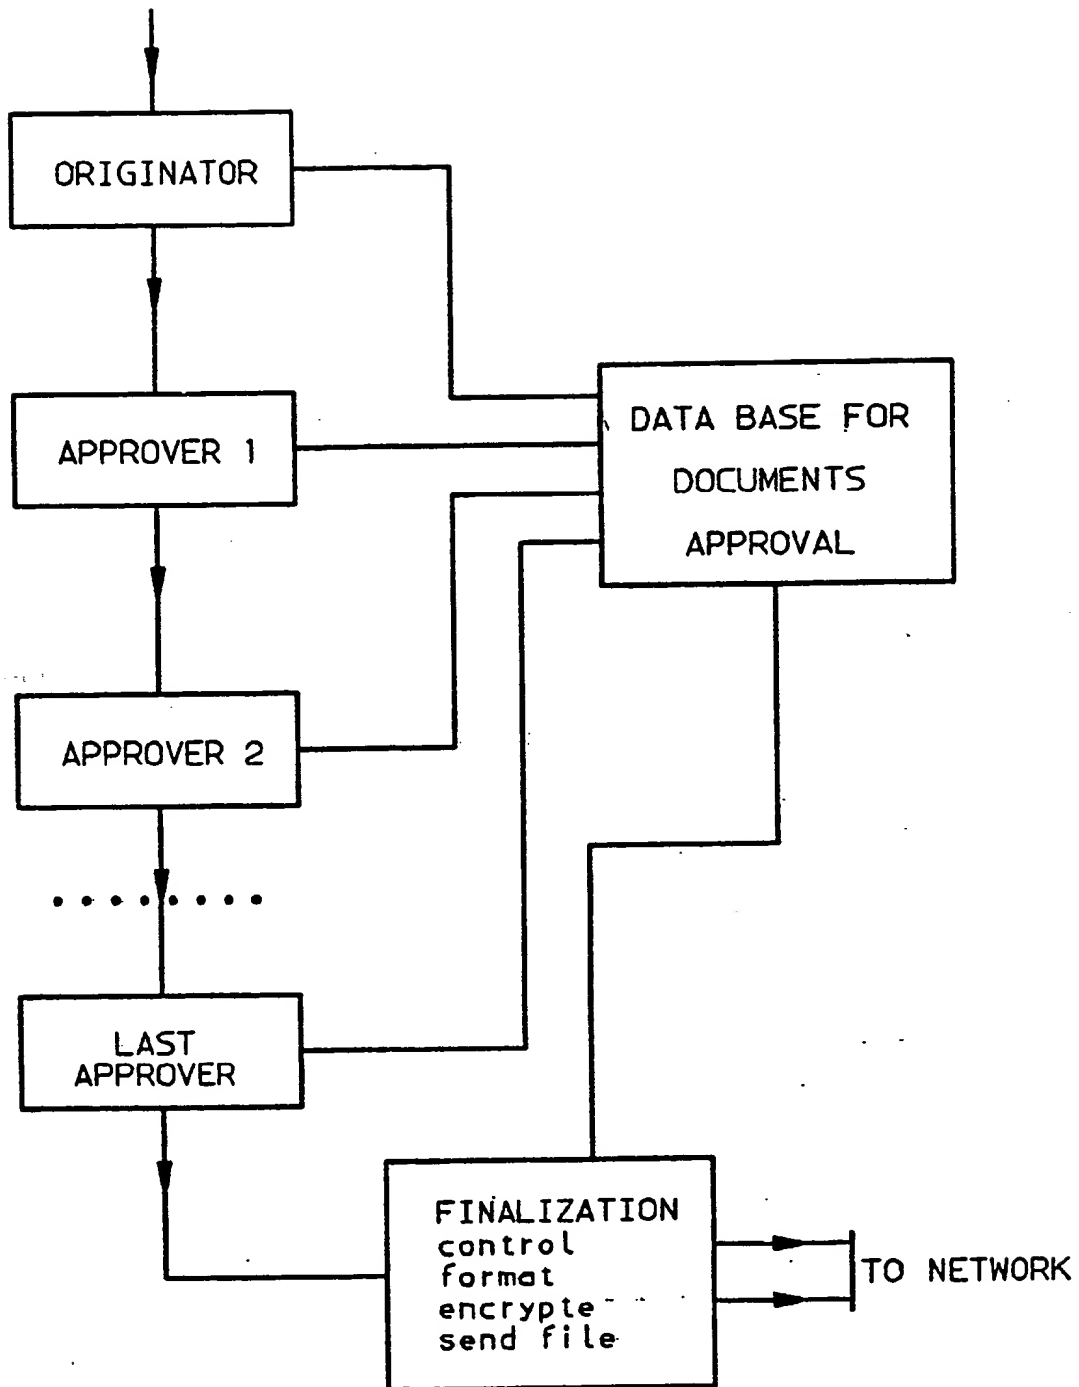 ORIGINATOR
APPROVER 1
DATA BASE FOR
DOCUMENTS
APPROVAL
APPROVER 2
LAST
APPROVER
FINALIZATION
control
format
encrypte
send file
TO NETWORK